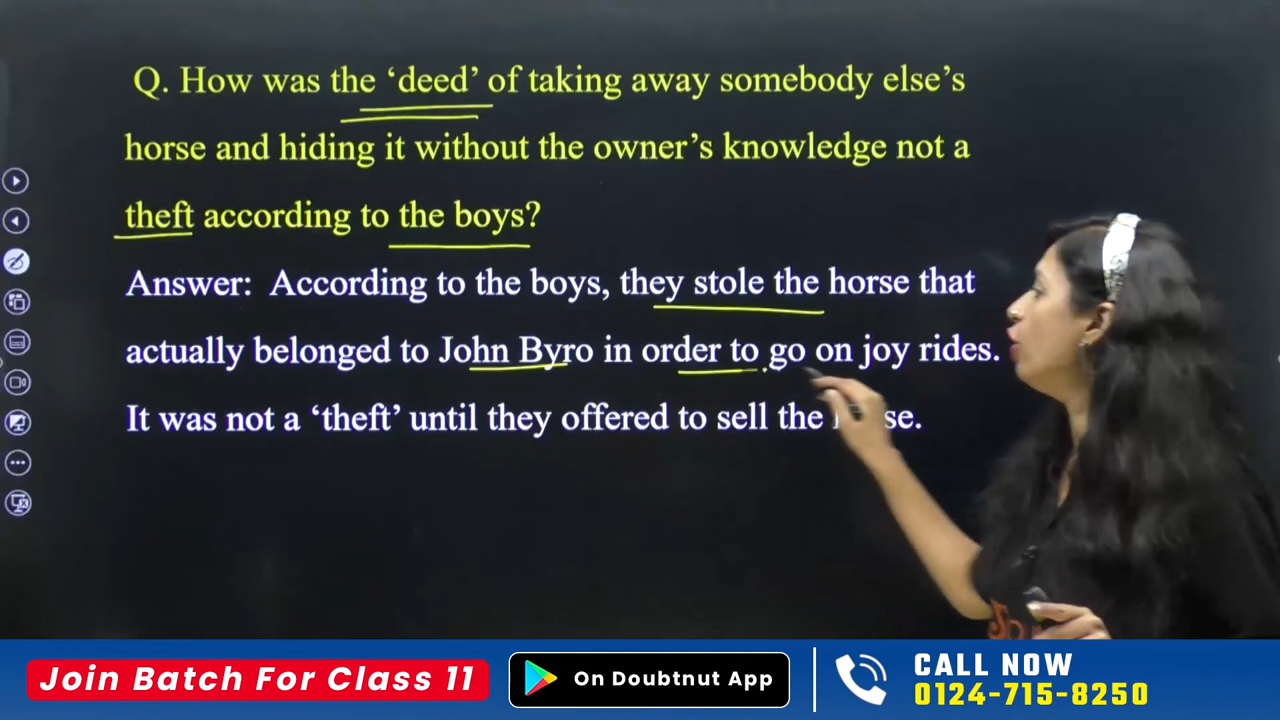 Q. How was the ‘deed’ of taking away somebody else’s
horse and hiding it without the owner’s knowledge not a
theft according to the boys?
Answer: According to the boys, they stole the horse that
actually belonged to John Byro in order to go on joy rides.
It was not a ‘theft’ until they offered to sell the se.
Join Batch For Class 11
On Doubtnut App
CALL NOW
0124-715-8250